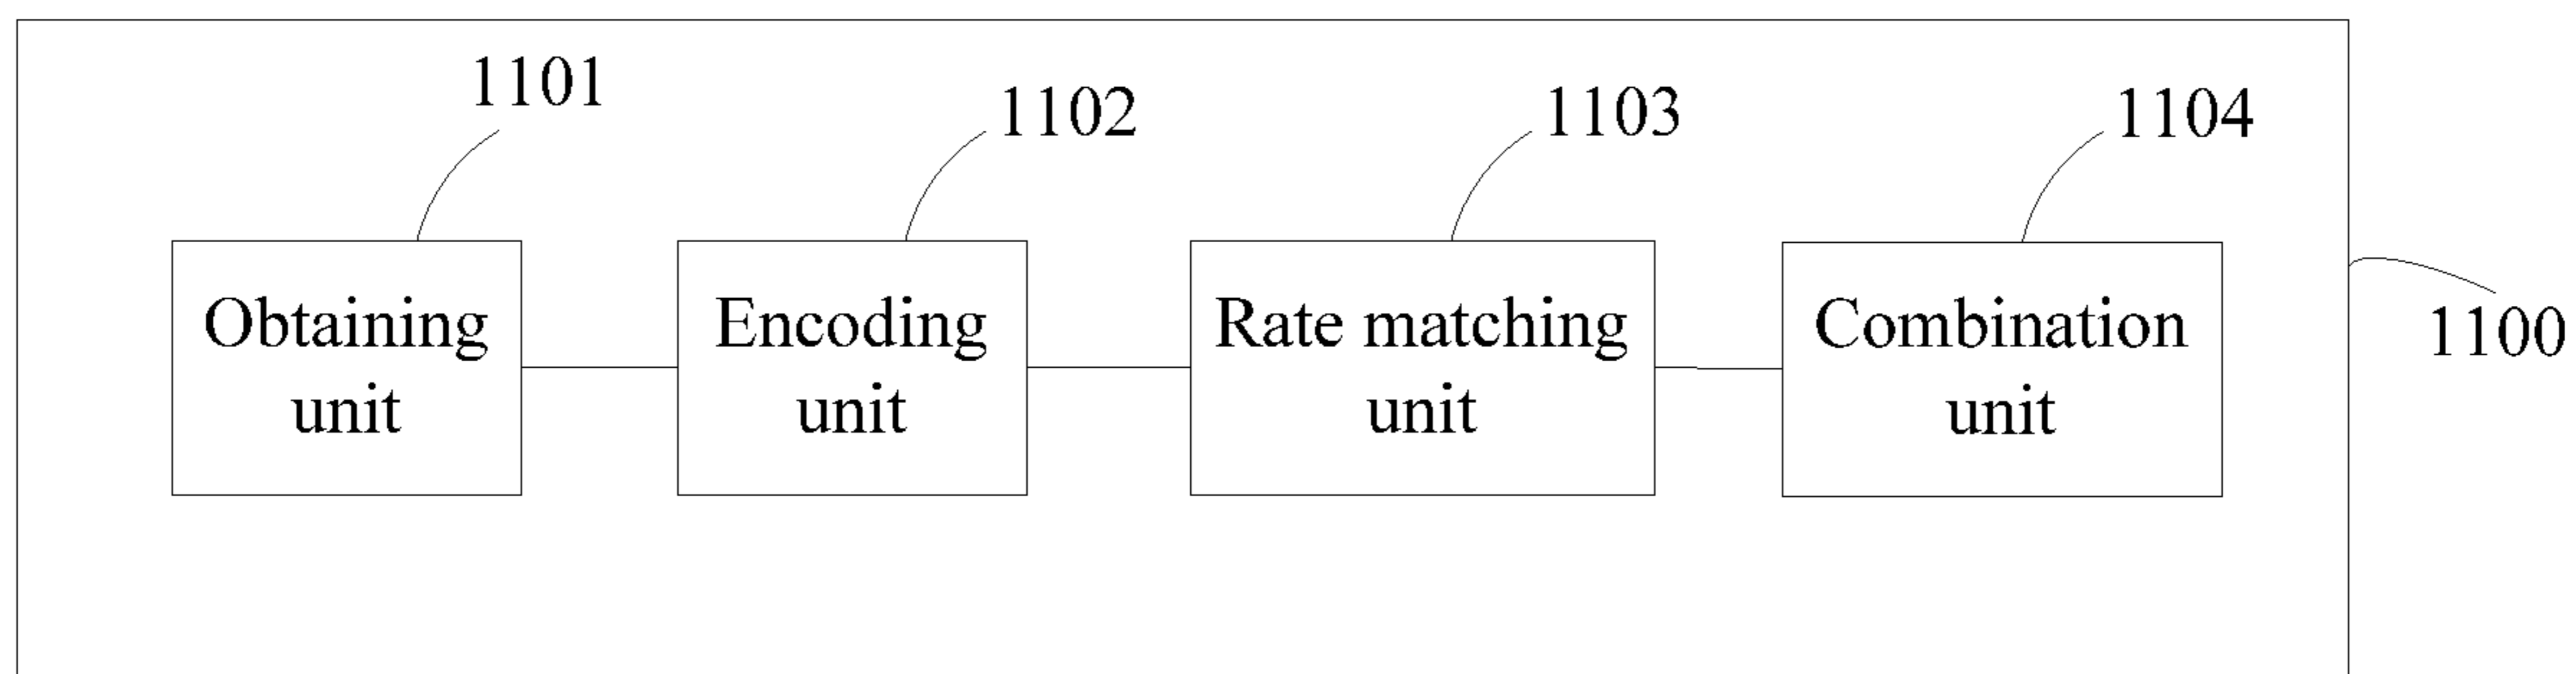 1101
1102
1103
1104
Obtaining
unit
Encoding
unit
Rate matching
unit
Combination
unit
1100